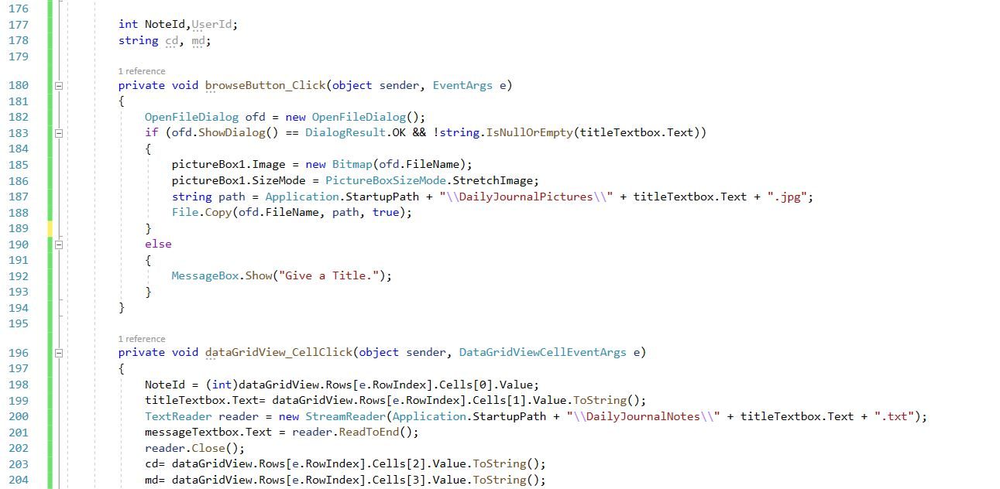 176
177 int NoteId,UserId;
178 string cd, md;
179
1 reference
180 private void browseButton_Click(object sender, EventArgs e)
181 {
182 OpenFileDialog ofd = new OpenFileDialog();
183 if (ofd.ShowDialog() == DialogResult.OK && !string.IsNullOrEmpty(titleTextbox.Text))
184 {
185 pictureBox1.Image = new Bitmap(ofd.FileName);
186 pictureBox1.SizeMode = PictureBoxSizeMode.StretchImage;
187 string path = Application.StartupPath + "\\DailyJournalPictures\\" + titleTextbox.Text + ".jpg";
188 File.Copy(ofd.FileName, path, true);
189 }
190 else
191 {
192 MessageBox.Show("Give a Title.");
193 }
194 }
195
1 reference
196 private void dataGridView_CellClick(object sender, DataGridViewCellEventArgs e)
197 {
198 NoteId = (int)dataGridView.Rows[e.RowIndex].Cells[0].Value;
199 titleTextbox.Text= dataGridView.Rows[e.RowIndex].Cells[1].Value.ToString();
200 TextReader reader = new StreamReader(Application.StartupPath + "\\DailyJournalNotes\\" + titleTextbox.Text + ".txt");
201 messageTextbox.Text = reader.ReadToEnd();
202 reader.Close();
203 cd= dataGridView.Rows[e.RowIndex].Cells[2].Value.ToString();
204 md= dataGridView.Rows[e.RowIndex].Cells[3].Value.ToString();